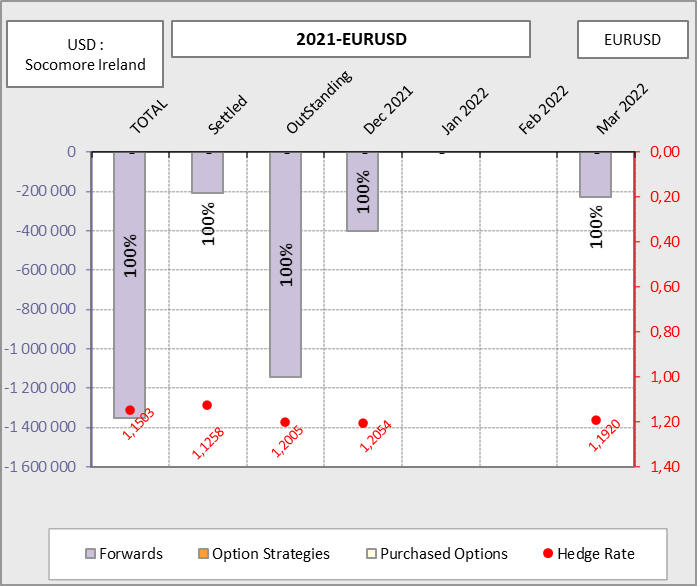 USD :
Socomore Ireland
2021-EURUSD
EURUSD
TOTAL
Settled
OutStanding
Dec 2021
Jan 2022
Feb 2022
Mar 2022
0
-200 000
-400 000
-600 000
-800 000
-1 000 000
-1 200 000
-1 400 000
-1 600 000
0,00
0,20
0,40
0,60
0,80
1,00
1,20
1,40
100%
100%
100%
100%
100%
1,1503
1,1258
1,2005
1,2054
1,1920
Forwards
Option Strategies
Purchased Options
Hedge Rate